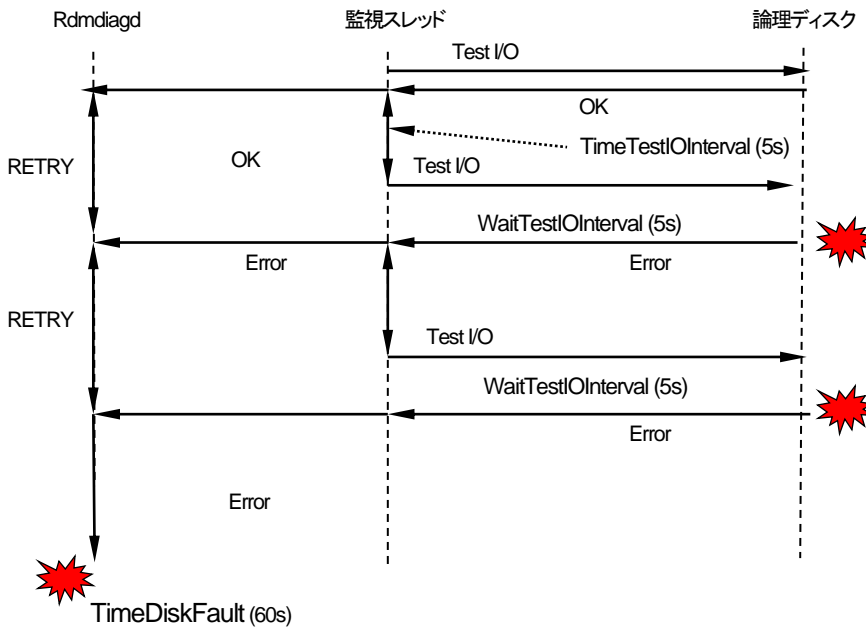 Rdmdiagd
監視スレッド
論理ディスク
Test I/O
OK
TimeTestIOInterval (5s)
RETRY
OK
Test I/O
WaitTestIOInterval (5s)
Error
Error
RETRY
Test I/O
WaitTestIOInterval (5s)
Error
Error
TimeDiskFault (60s)